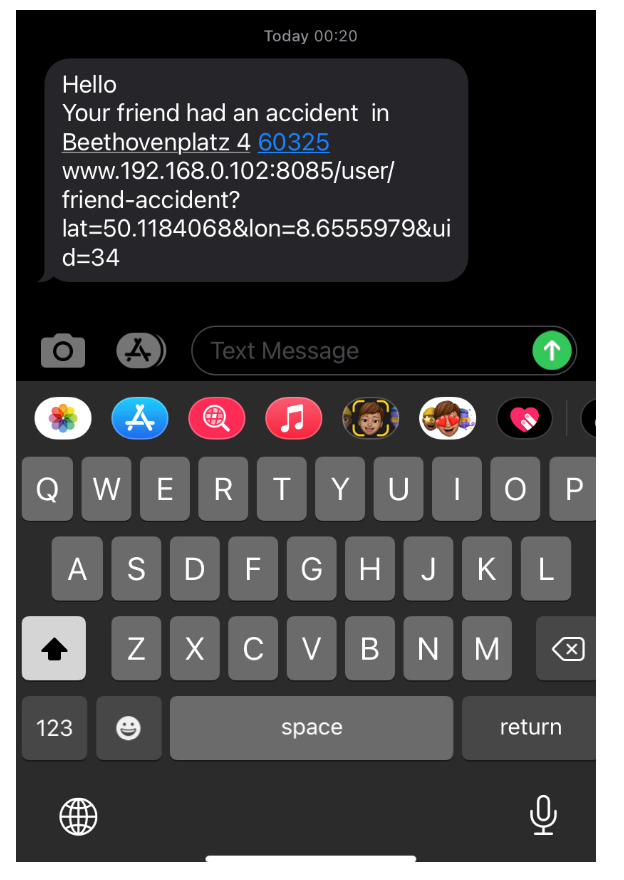 Today 00:20
Hello
Your friend had an accident  in
Beethovenplatz 4 60325
www.192.168.0.102:8085/user/
friend-accident?
lat=50.1184068&lon=8.6555979&ui
d=34
Text Message
Q W E R T Y U I O P
A S D F G H J K L
Z X C V B N M
123 space return